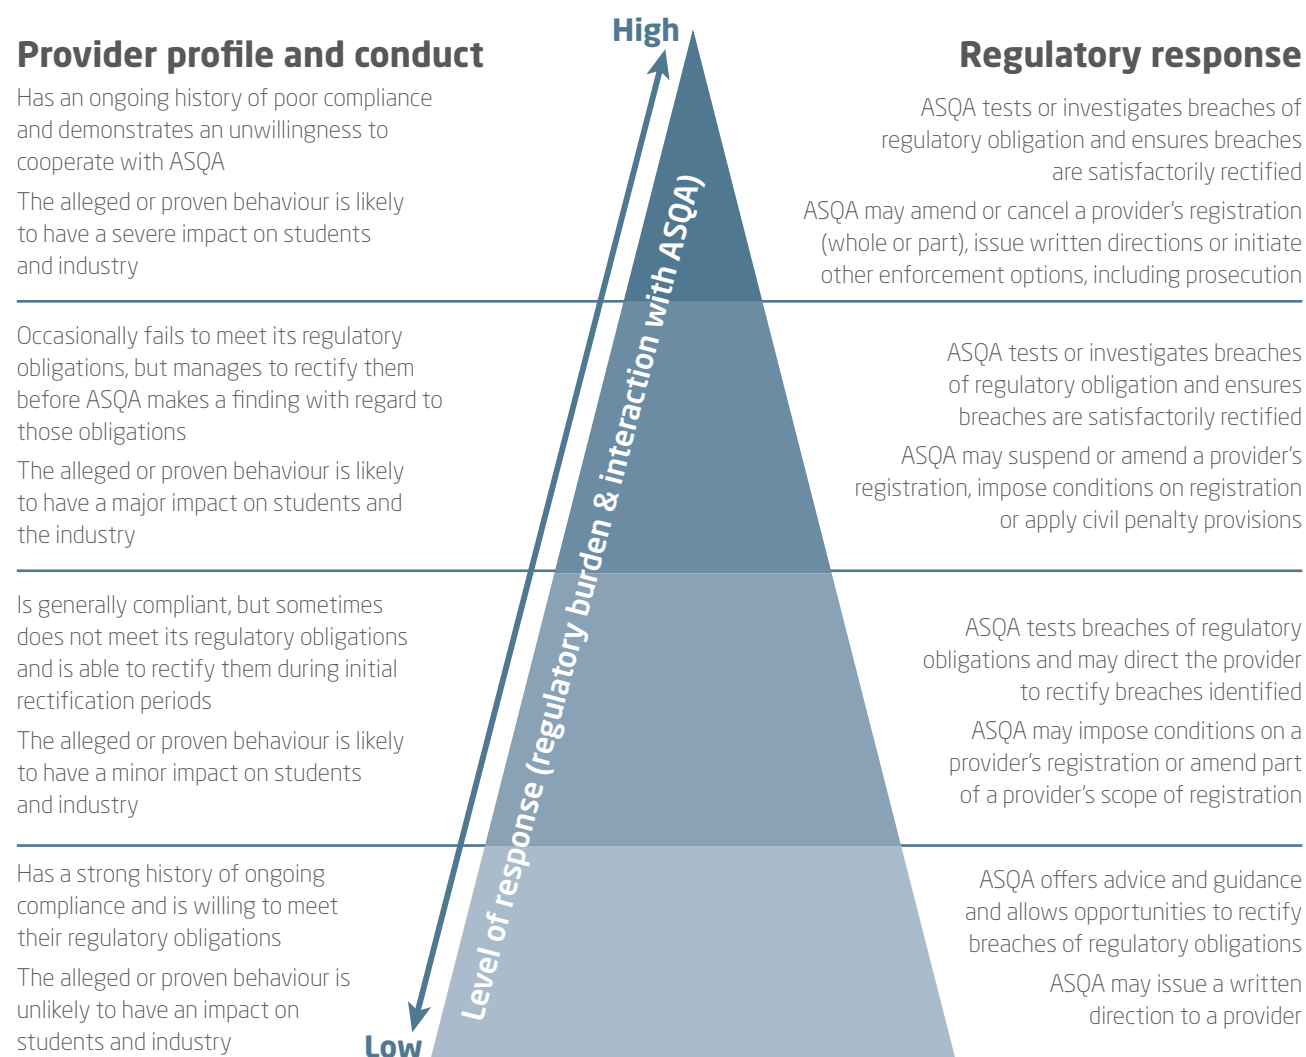 High
Provider profile and conduct
Has an ongoing history of poor compliance
and demonstrates an unwillingness to
cooperate with ASQA
The alleged or proven behaviour is likely
to have a severe impact on students
and industry
Regulatory response
ASQA tests or investigates breaches of
regulatory obligation and ensures breaches
are satisfactorily rectified
ASQA may amend or cancel a provider's registration
(whole or part), issue written directions or initiate
other enforcement options, including prosecution
Occasionally fails to meet its regulatory
obligations, but manages to rectify them
before ASQA makes a finding with regard to
those obligations
The alleged or proven behaviour is likely
to have a major impact on students and
the industry
ASQA tests or investigates breaches
of regulatory obligation and ensures
breaches are satisfactorily rectified
ASQA may suspend or amend a provider's
registration, impose conditions on registration
or apply civil penalty provisions
Is generally compliant, but sometimes
does not meet its regulatory obligations
and is able to rectify them during initial
rectification periods
The alleged or proven behaviour is likely
to have a minor impact on students
and industry
ASQA tests breaches of regulatory
obligations and may direct the provider
to rectify breaches identified
ASQA may impose conditions on a
provider's registration or amend part
of a provider's scope of registration
Has a strong history of ongoing
compliance and is willing to meet
their regulatory obligations
The alleged or proven behaviour is
unlikely to have an impact on
students and industry
ASQA offers advice and guidance
and allows opportunities to rectify
breaches of regulatory obligations
ASQA may issue a written
direction to a provider
Level of response (regulatory burden & interaction with ASQA)
Low